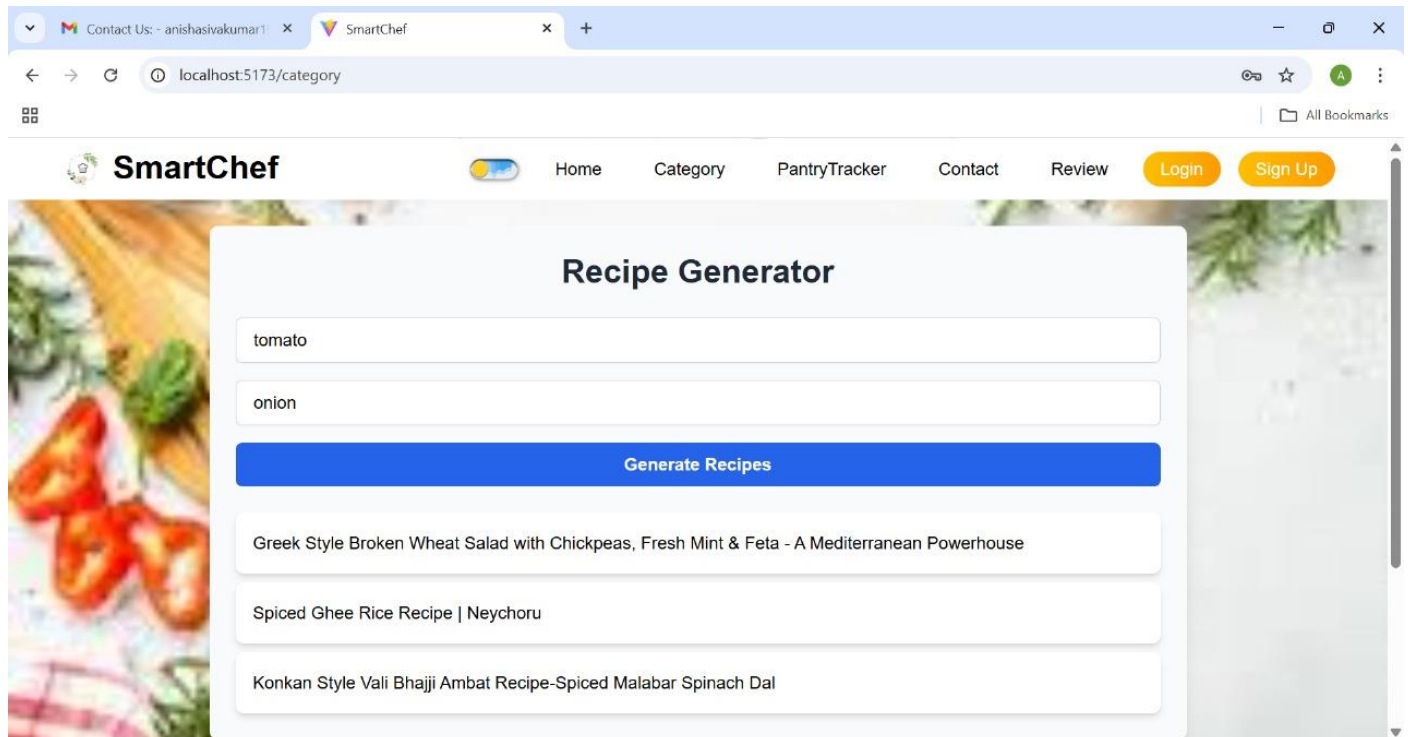 Contact Us: - anishasivakumar1
SmartChef
localhost:5173/category
A
All Bookmarks
SmartChef Home Category PantryTracker Contact Review Login Sign Up
Recipe Generator
tomato
onion
Generate Recipes
Greek Style Broken Wheat Salad with Chickpeas, Fresh Mint & Feta - A Mediterranean Powerhouse
Spiced Ghee Rice Recipe | Neychoru
Konkan Style Vali Bhajji Ambat Recipe-Spiced Malabar Spinach Dal